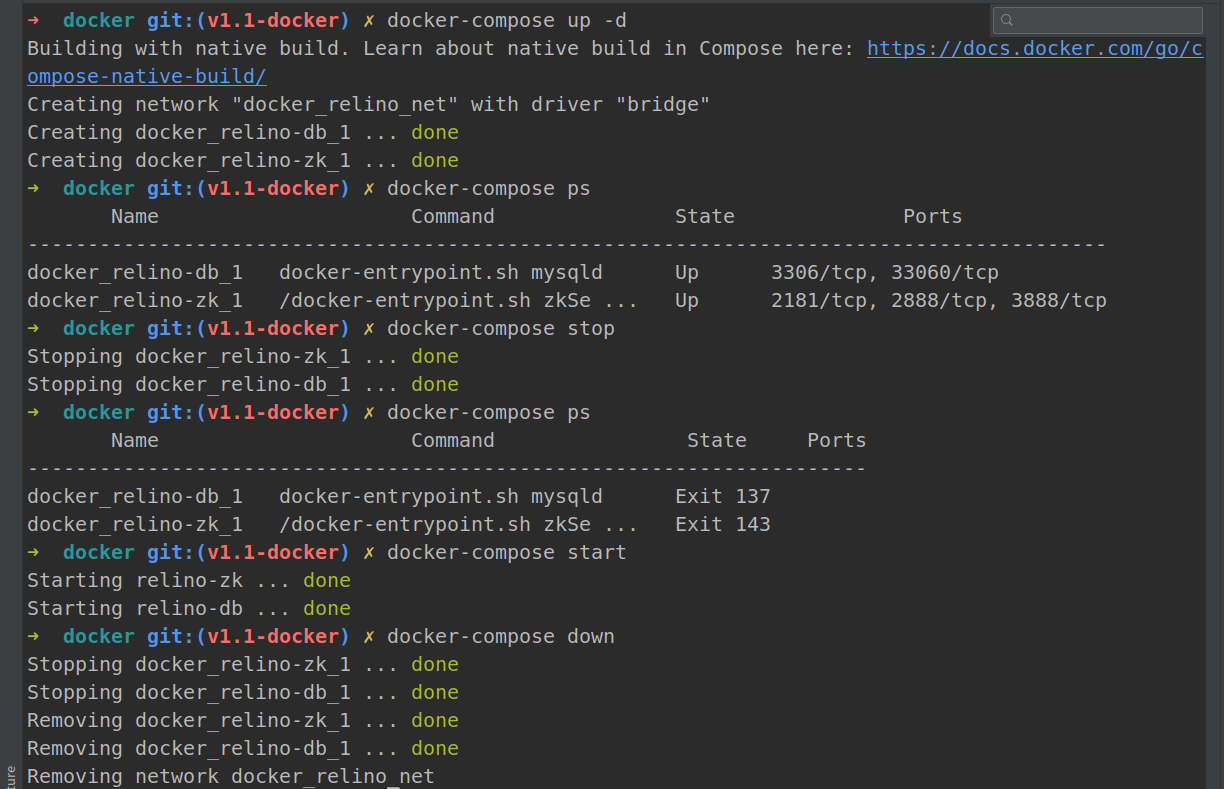 ➜  docker git:(v1.1-docker) ✗ docker-compose up -d
Building with native build. Learn about native build in Compose here: https://docs.docker.com/go/c
ompose-native-build/
Creating network "docker_relino_net" with driver "bridge"
Creating docker_relino-db_1 ... done
Creating docker_relino-zk_1 ... done
➜  docker git:(v1.1-docker) ✗ docker-compose ps
       Name                     Command               State              Ports
------------------------------------------------------------------------------------------
docker_relino-db_1   docker-entrypoint.sh mysqld      Up      3306/tcp, 33060/tcp
docker_relino-zk_1   /docker-entrypoint.sh zkSe ...   Up      2181/tcp, 2888/tcp, 3888/tcp
➜  docker git:(v1.1-docker) ✗ docker-compose stop
Stopping docker_relino-zk_1 ... done
Stopping docker_relino-db_1 ... done
➜  docker git:(v1.1-docker) ✗ docker-compose ps
       Name                     Command                State     Ports
----------------------------------------------------------------------
docker_relino-db_1   docker-entrypoint.sh mysqld      Exit 137
docker_relino-zk_1   /docker-entrypoint.sh zkSe ...   Exit 143
➜  docker git:(v1.1-docker) ✗ docker-compose start
Starting relino-zk ... done
Starting relino-db ... done
➜  docker git:(v1.1-docker) ✗ docker-compose down
Stopping docker_relino-zk_1 ... done
Stopping docker_relino-db_1 ... done
Removing docker_relino-zk_1 ... done
Removing docker_relino-db_1 ... done
Removing network docker_relino_net
ture